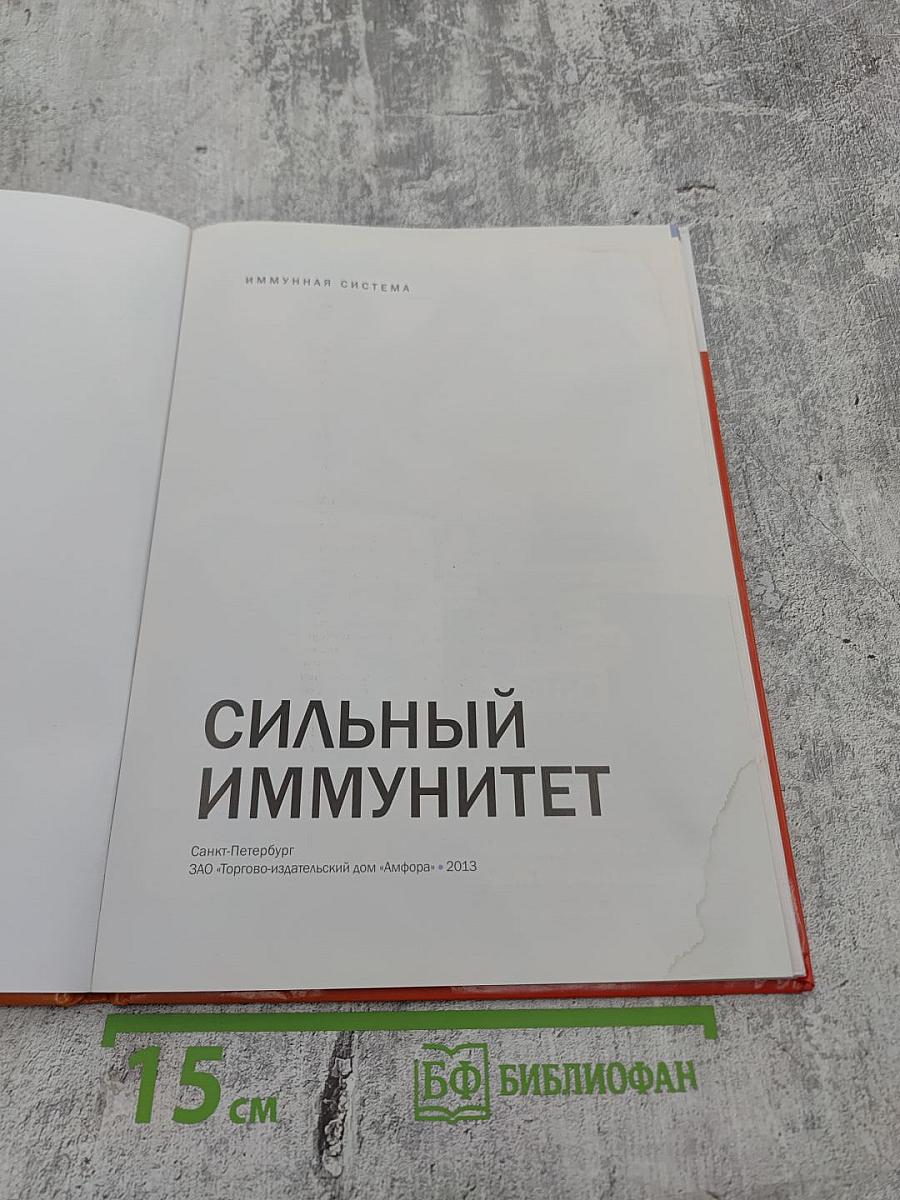 ИММУННАЯ СИСТЕМА
СИЛЬНЫЙ
ИММУНИТЕТ
Санкт-Петербург
ЗАО «Торгово-издательский дом «Амфора» • 2013
15 см
БФ БИБЛИОФАН